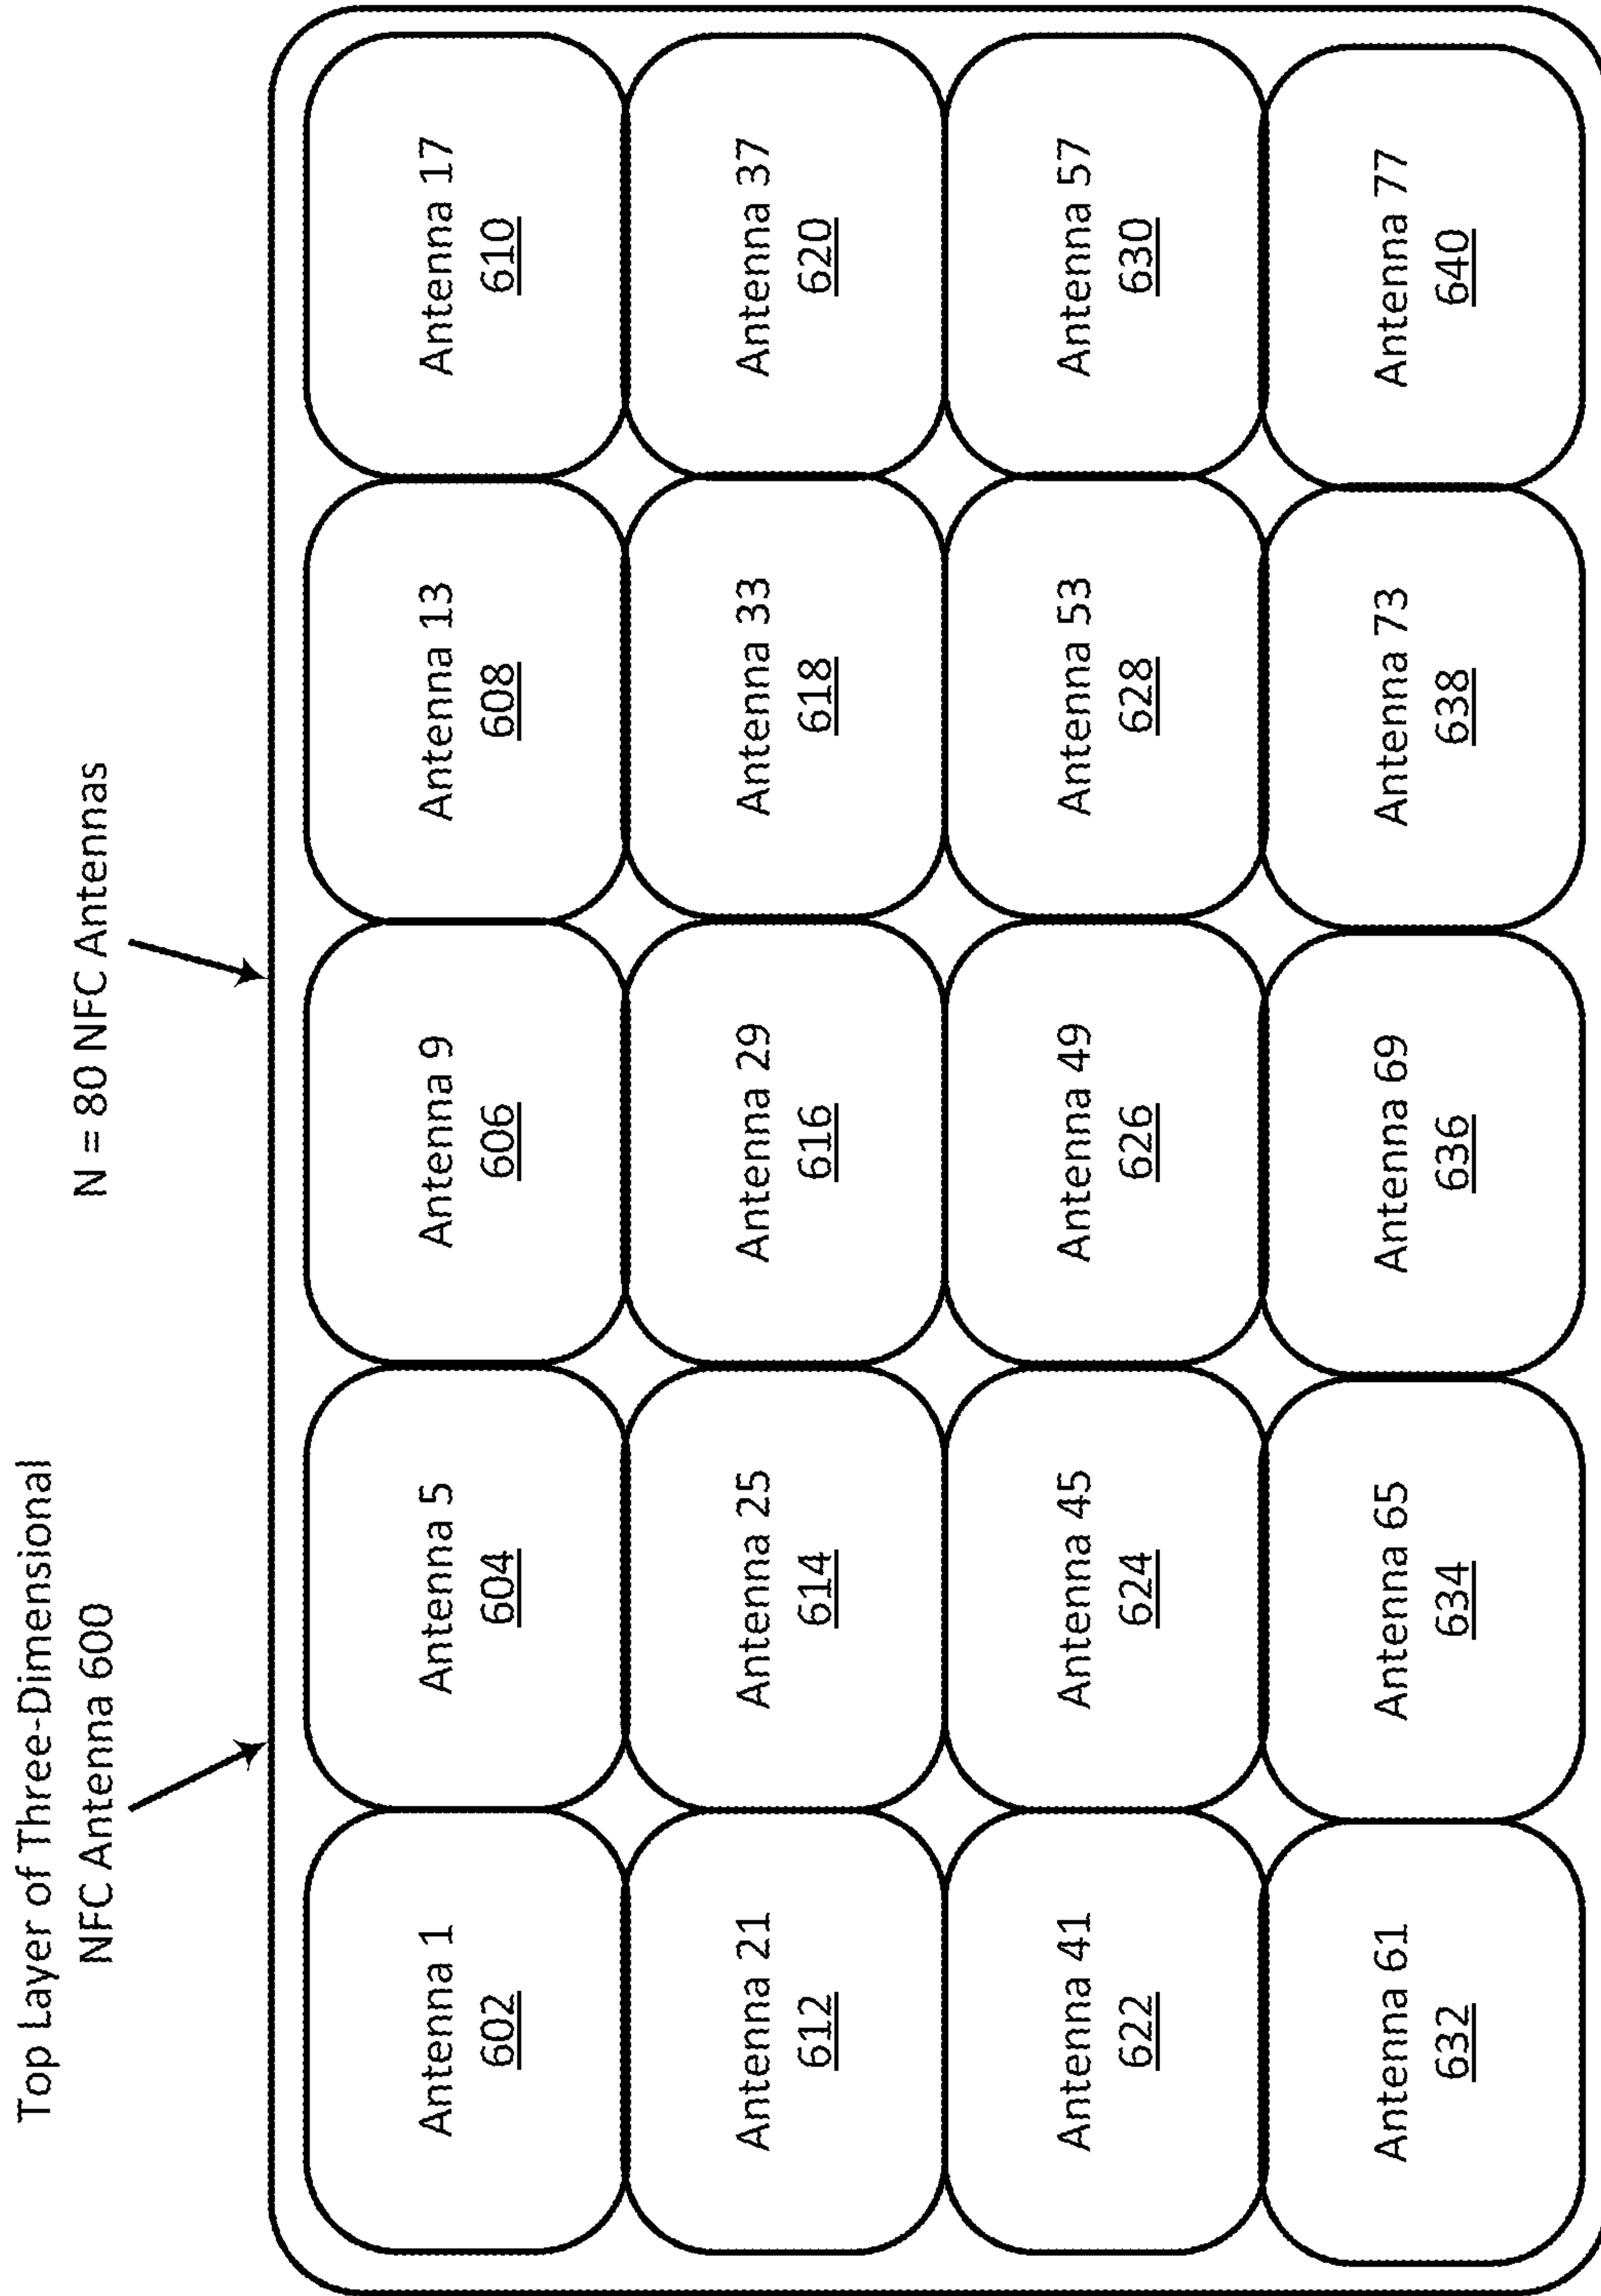 Top Layer of Three-Dimensional
NFC Antenna 600
N = 80 NFC Antennas
Antenna 1
602
Antenna 5
604
Antenna 9
606
Antenna 13
608
Antenna 17
610
Antenna 21
612
Antenna 25
614
Antenna 29
616
Antenna 33
618
Antenna 37
620
Antenna 41
622
Antenna 45
624
Antenna 49
626
Antenna 53
628
Antenna 57
630
Antenna 61
632
Antenna 65
634
Antenna 69
636
Antenna 73
638
Antenna 77
640